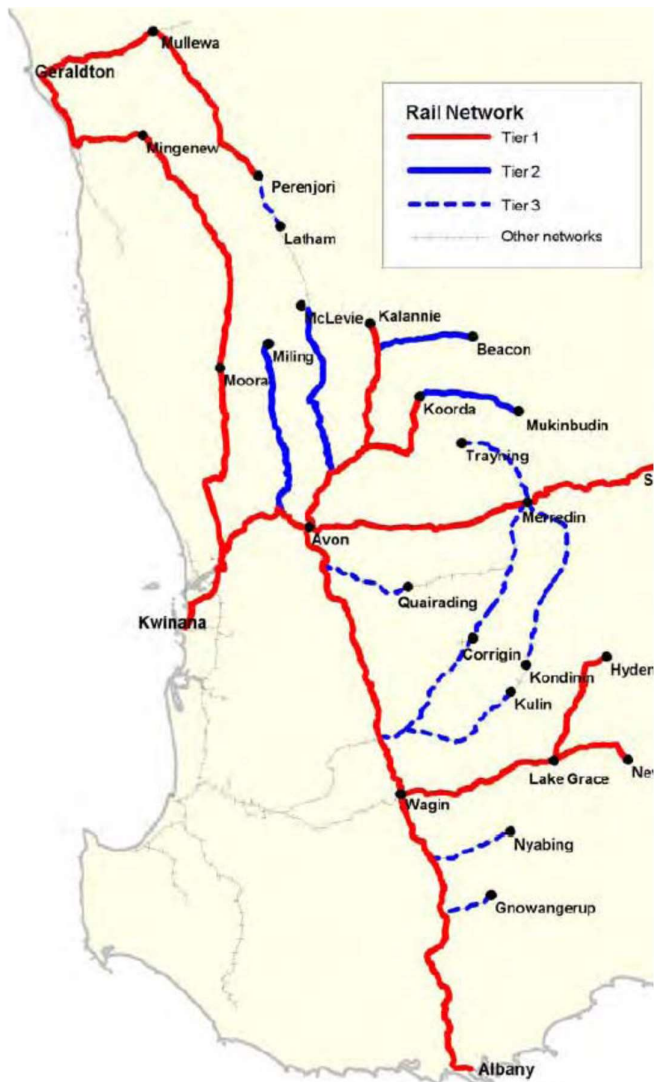 Mullewa
Geraldton
Rail Network
Tier 1
Mingenew
Tier 2
Perenjori
Tier 3
Latham
Other networks
McLevie
Kalannie
Miling
Beacon
Moora
Koorda
Mukinbudin
Trayning
S
Merredin
Avon
Quairading
Kwinana
Corrigin
Kondinin
Hyden
Kulin
Lake Grace
Ne
Wagin
Nyabing
Gnowangerup
Albany